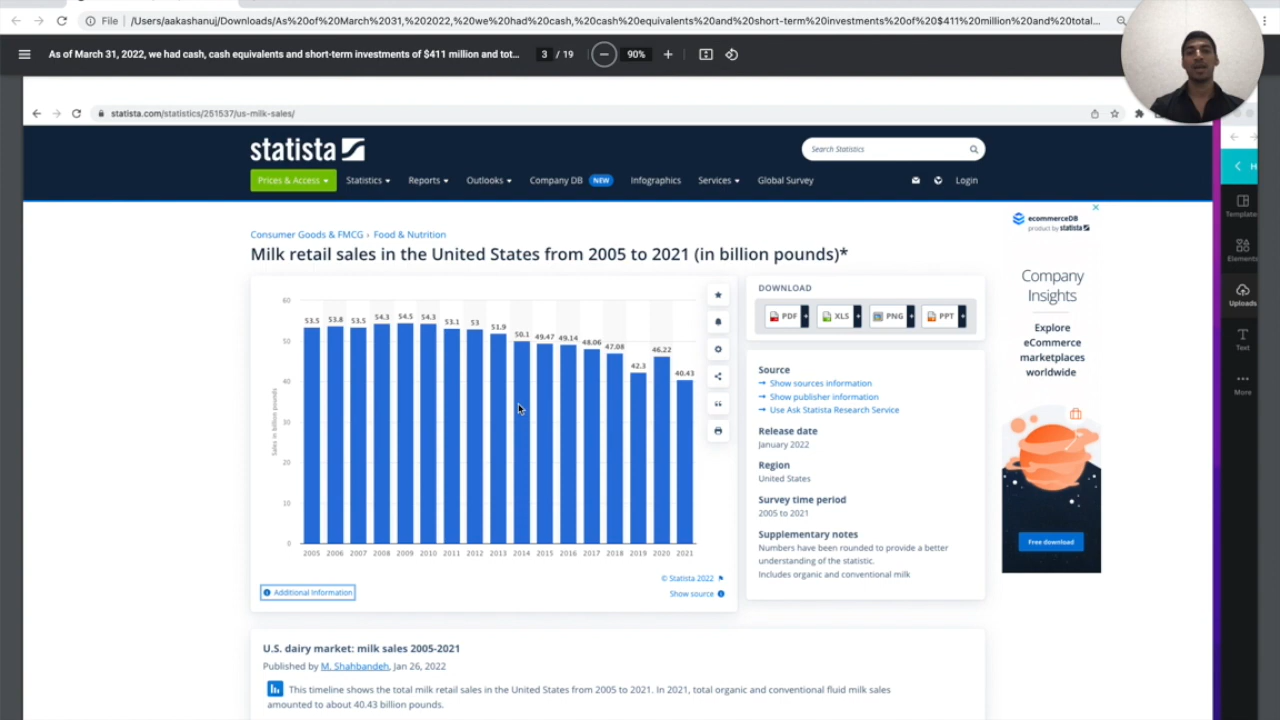 File | /Users/aakashanuj/Downloads/As%20of%20March%2031,%202022,%20we%20had%20cash,%20cash%20equivalents%20and%20short-term%20investments%20of%20$411%20million%20and%20total...
As of March 31, 2022, we had cash, cash equivalents and short-term investments of $411 million and tot...
3 / 19
90%
statista.com/statistics/251537/us-milk-sales/
statista
Search Statistics
Prices & Access
Statistics
Reports
Outlooks
Company DB NEW
Infographics
Services
Global Survey
Login
Consumer Goods & FMCG › Food & Nutrition
Milk retail sales in the United States from 2005 to 2021 (in billion pounds)*
Sales in billion pounds
60
50
40
30
20
10
0
53.5 53.8 53.5 54.3 54.5 54.3 53.1 53 51.9 50.1 49.47 49.14 48.06 47.08 42.3 46.22 40.43
2005 2006 2007 2008 2009 2010 2011 2012 2013 2014 2015 2016 2017 2018 2019 2020 2021
© Statista 2022
Additional Information
Show source
DOWNLOAD
PDF
XLS
PNG
PPT
Source
Show sources information
Show publisher information
Use Ask Statista Research Service
Release date
January 2022
Region
United States
Survey time period
2005 to 2021
Supplementary notes
Numbers have been rounded to provide a better
understanding of the statistic.
Includes organic and conventional milk
ecommerceDB
product by statista
Company
Insights
Explore
eCommerce
marketplaces
worldwide
Free download
U.S. dairy market: milk sales 2005-2021
Published by M. Shahbandeh, Jan 26, 2022
This timeline shows the total milk retail sales in the United States from 2005 to 2021. In 2021, total organic and conventional fluid milk sales
amounted to about 40.43 billion pounds.
H
Template
Elements
Uploads
Text
More